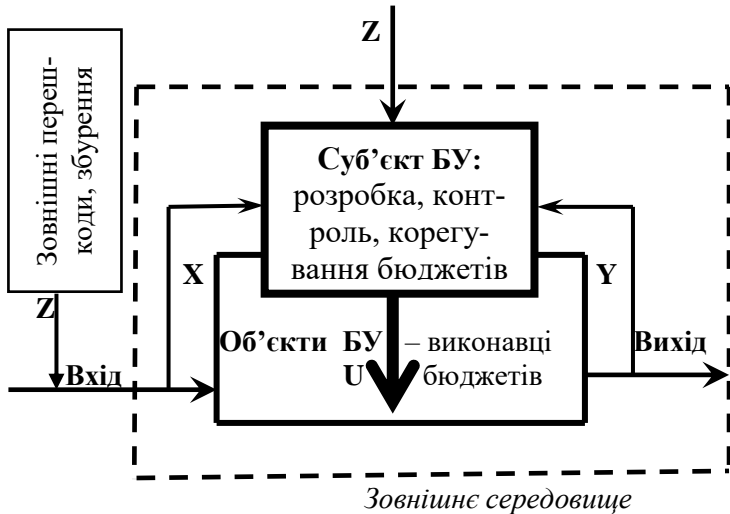 Z
Зовнішні переш-
коди, збурення
Суб’єкт БУ:
розробка, конт-
роль, корегу-
вання бюджетів
X
Y
Z
Об’єкти БУ – виконавці
U бюджетів
Вхід
Вихід
Зовнішнє середовище